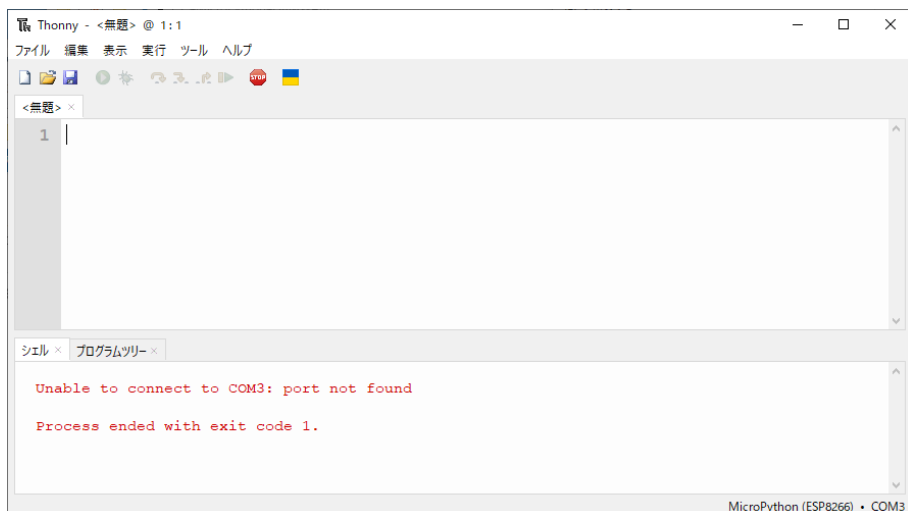 Thonny - <無題> @ 1:1
ファイル 編集 表示 実行 ツール ヘルプ
STOP
<無題> ×
1
シェル × プログラムツリー ×
Unable to connect to COM3: port not found
Process ended with exit code 1.
MicroPython (ESP8266) • COM3